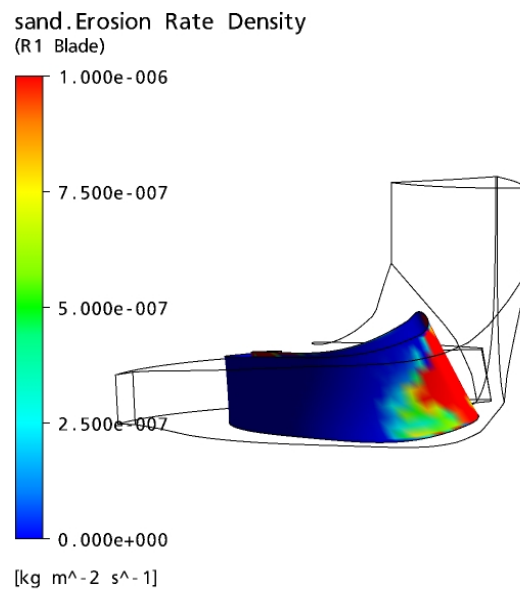 sand.Erosion Rate Density
(R1 Blade)
1.000e-006
7.500e-007
5.000e-007
2.500e-007
0.000e+000
[kg m^-2 s^-1]